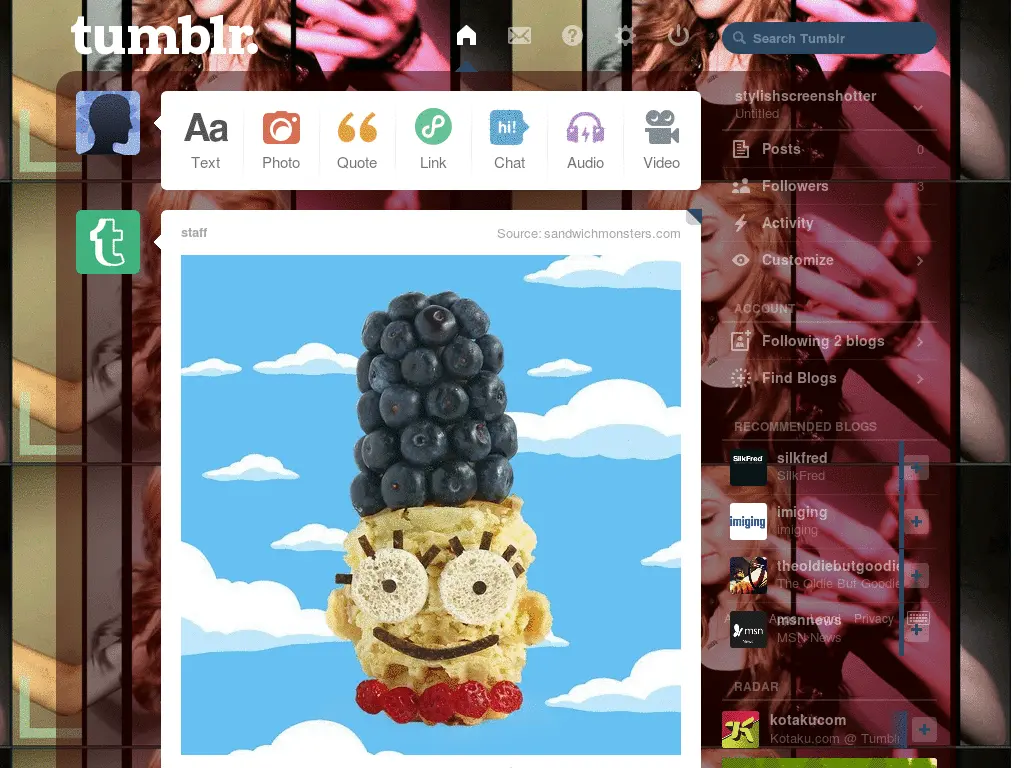 tumblr.
Search Tumblr
Aa
Text
Photo
Quote
Link
hi!
Chat
Audio
Video
staff
Source: sandwichmonsters.com
t
stylishscreenshotter
Untitled
Posts 0
Followers 3
Activity
Customize
ACCOUNT
Following 2 blogs
Find Blogs
RECOMMENDED BLOGS
SilkFred
silkfred
SilkFred
imiging
imiging
Imiging
theoldiebutgoodie
The Oldie But Goodie
Legal Privacy
msn
News
msnnews
MSN News
RADAR
K
kotakucom
Kotaku.com @ Tumblr